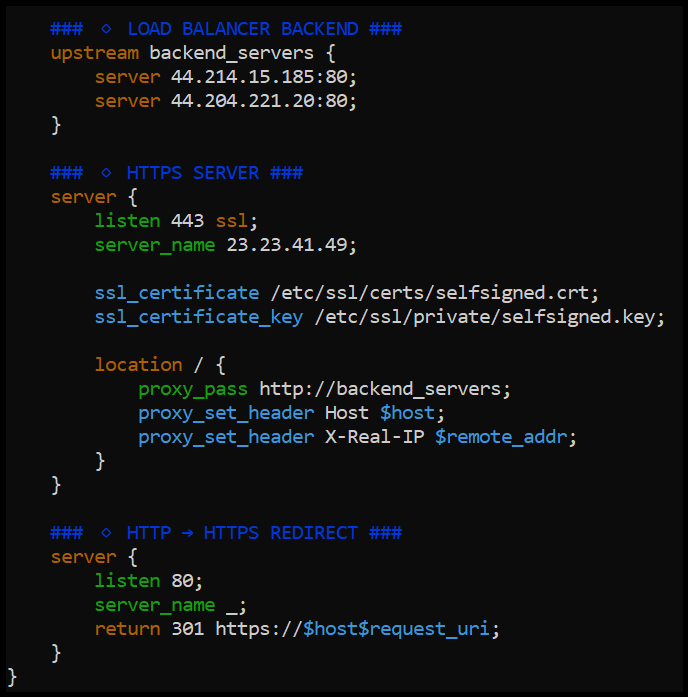 ### ◇ LOAD BALANCER BACKEND ###
upstream backend_servers {
server 44.214.15.185:80;
server 44.204.221.20:80;
}
### ◇ HTTPS SERVER ###
server {
listen 443 ssl;
server_name 23.23.41.49;
ssl_certificate /etc/ssl/certs/selfsigned.crt;
ssl_certificate_key /etc/ssl/private/selfsigned.key;
location / {
proxy_pass http://backend_servers;
proxy_set_header Host $host;
proxy_set_header X-Real-IP $remote_addr;
}
}
### ◇ HTTP → HTTPS REDIRECT ###
server {
listen 80;
server_name _;
return 301 https://$host$request_uri;
}
}